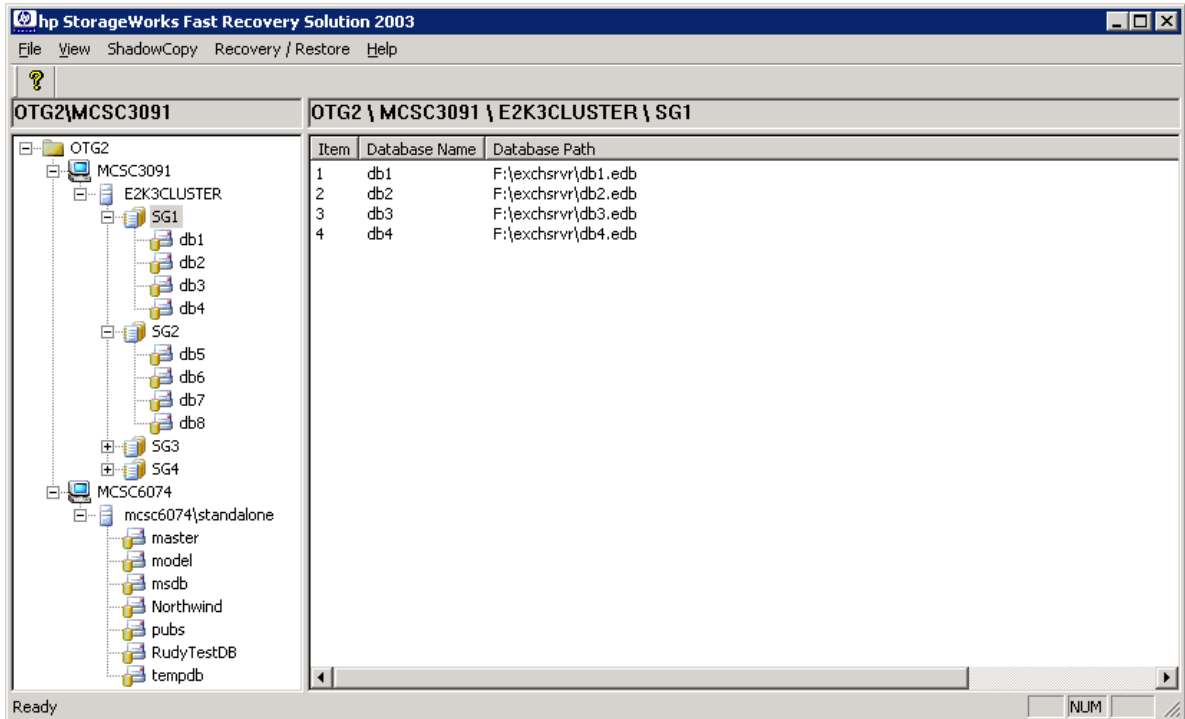 hp StorageWorks Fast Recovery Solution 2003
File View ShadowCopy Recovery / Restore Help
OTG2\MCSC3091
OTG2 \ MCSC3091 \ E2K3CLUSTER \ SG1
OTG2
MCSC3091
E2K3CLUSTER
SG1
db1
db2
db3
db4
SG2
db5
db6
db7
db8
SG3
SG4
MCSC6074
mcsc6074\standalone
master
model
msdb
Northwind
pubs
RudyTestDB
tempdb
Item Database Name Database Path
1 db1 F:\exchsrvr\db1.edb
2 db2 F:\exchsrvr\db2.edb
3 db3 F:\exchsrvr\db3.edb
4 db4 F:\exchsrvr\db4.edb
Ready NUM